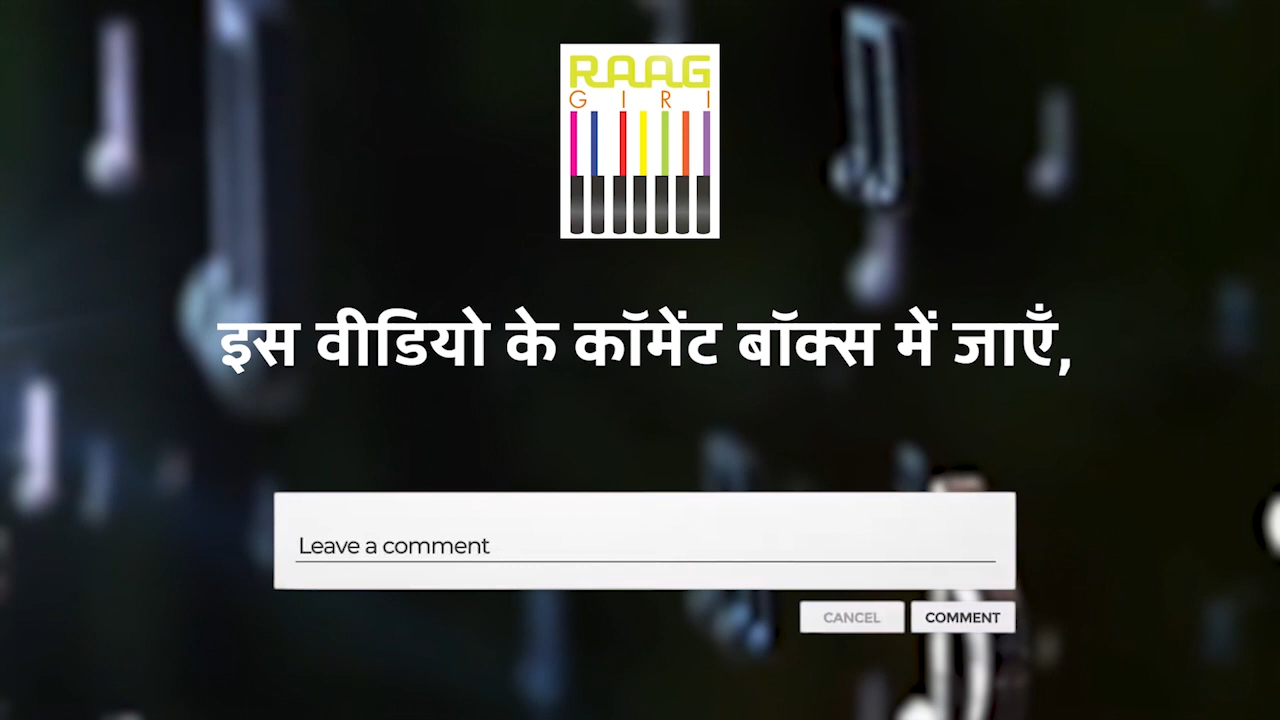 RAAG
GIRI
इस वीडियो के कॉमेंट बॉक्स में जाएँ,
Leave a comment
CANCEL COMMENT